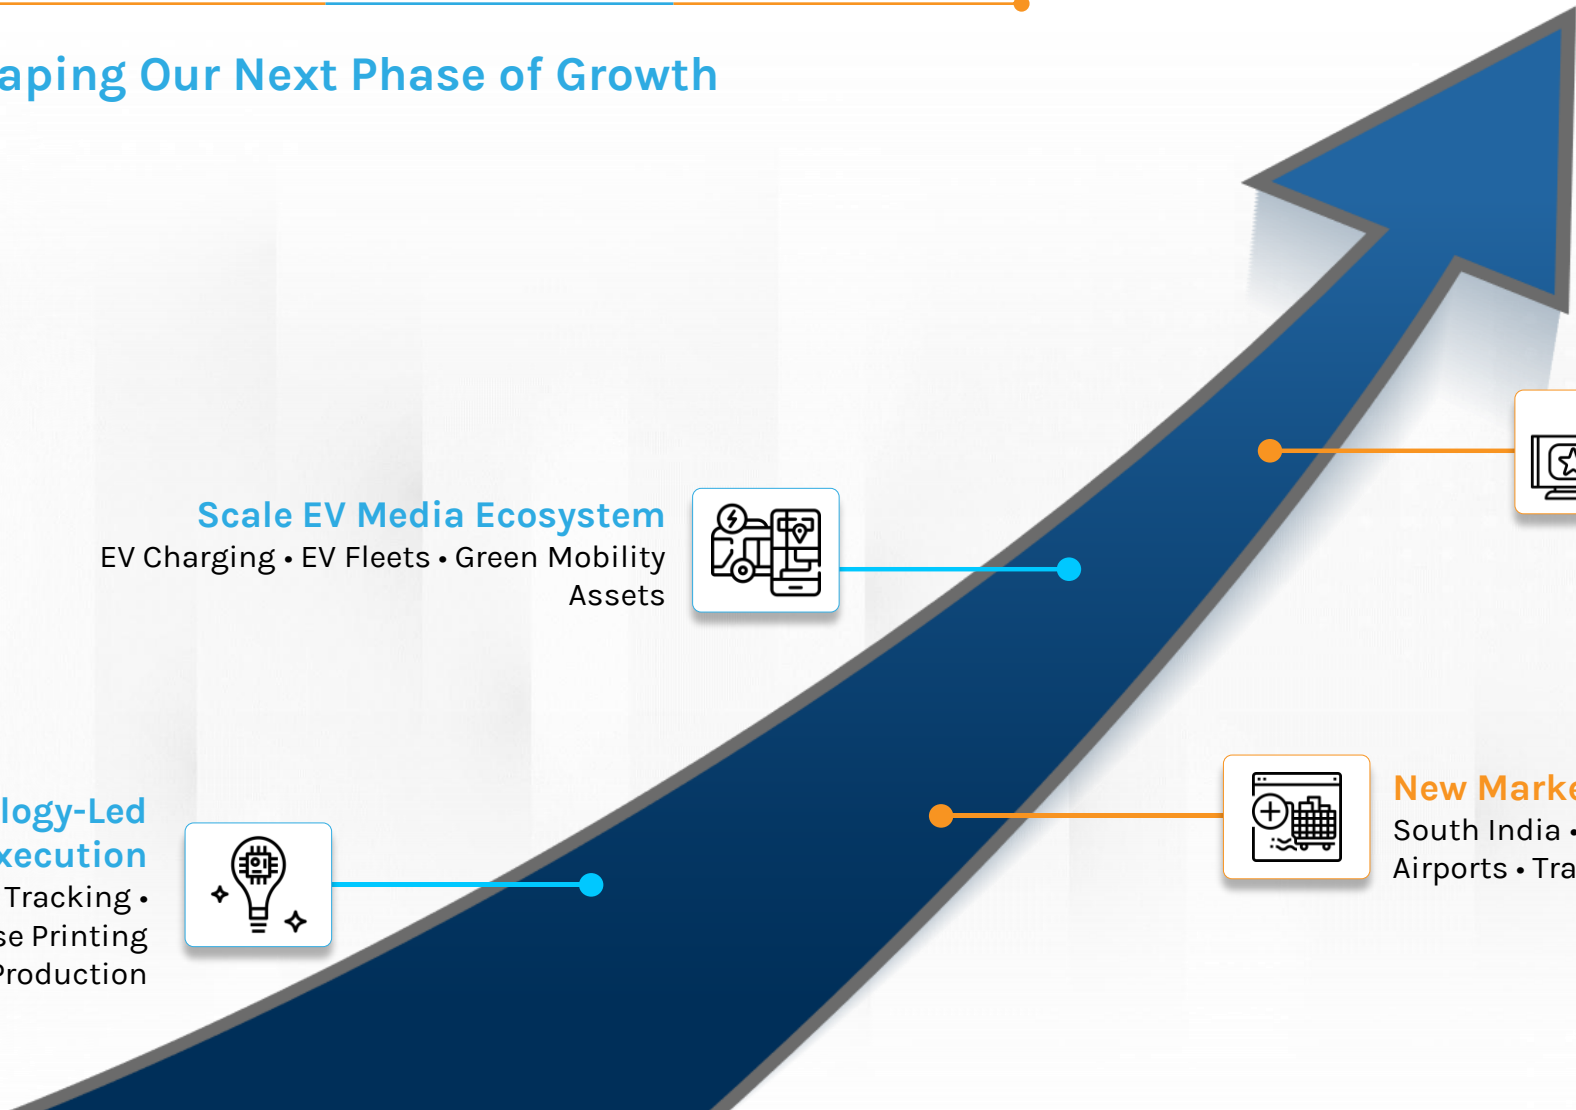 aping Our Next Phase of Growth
Scale EV Media Ecosystem
EV Charging • EV Fleets • Green Mobility
Assets
logy-Led
xecution
Tracking •
se Printing
Production
New Marke
South India •
Airports • Tra